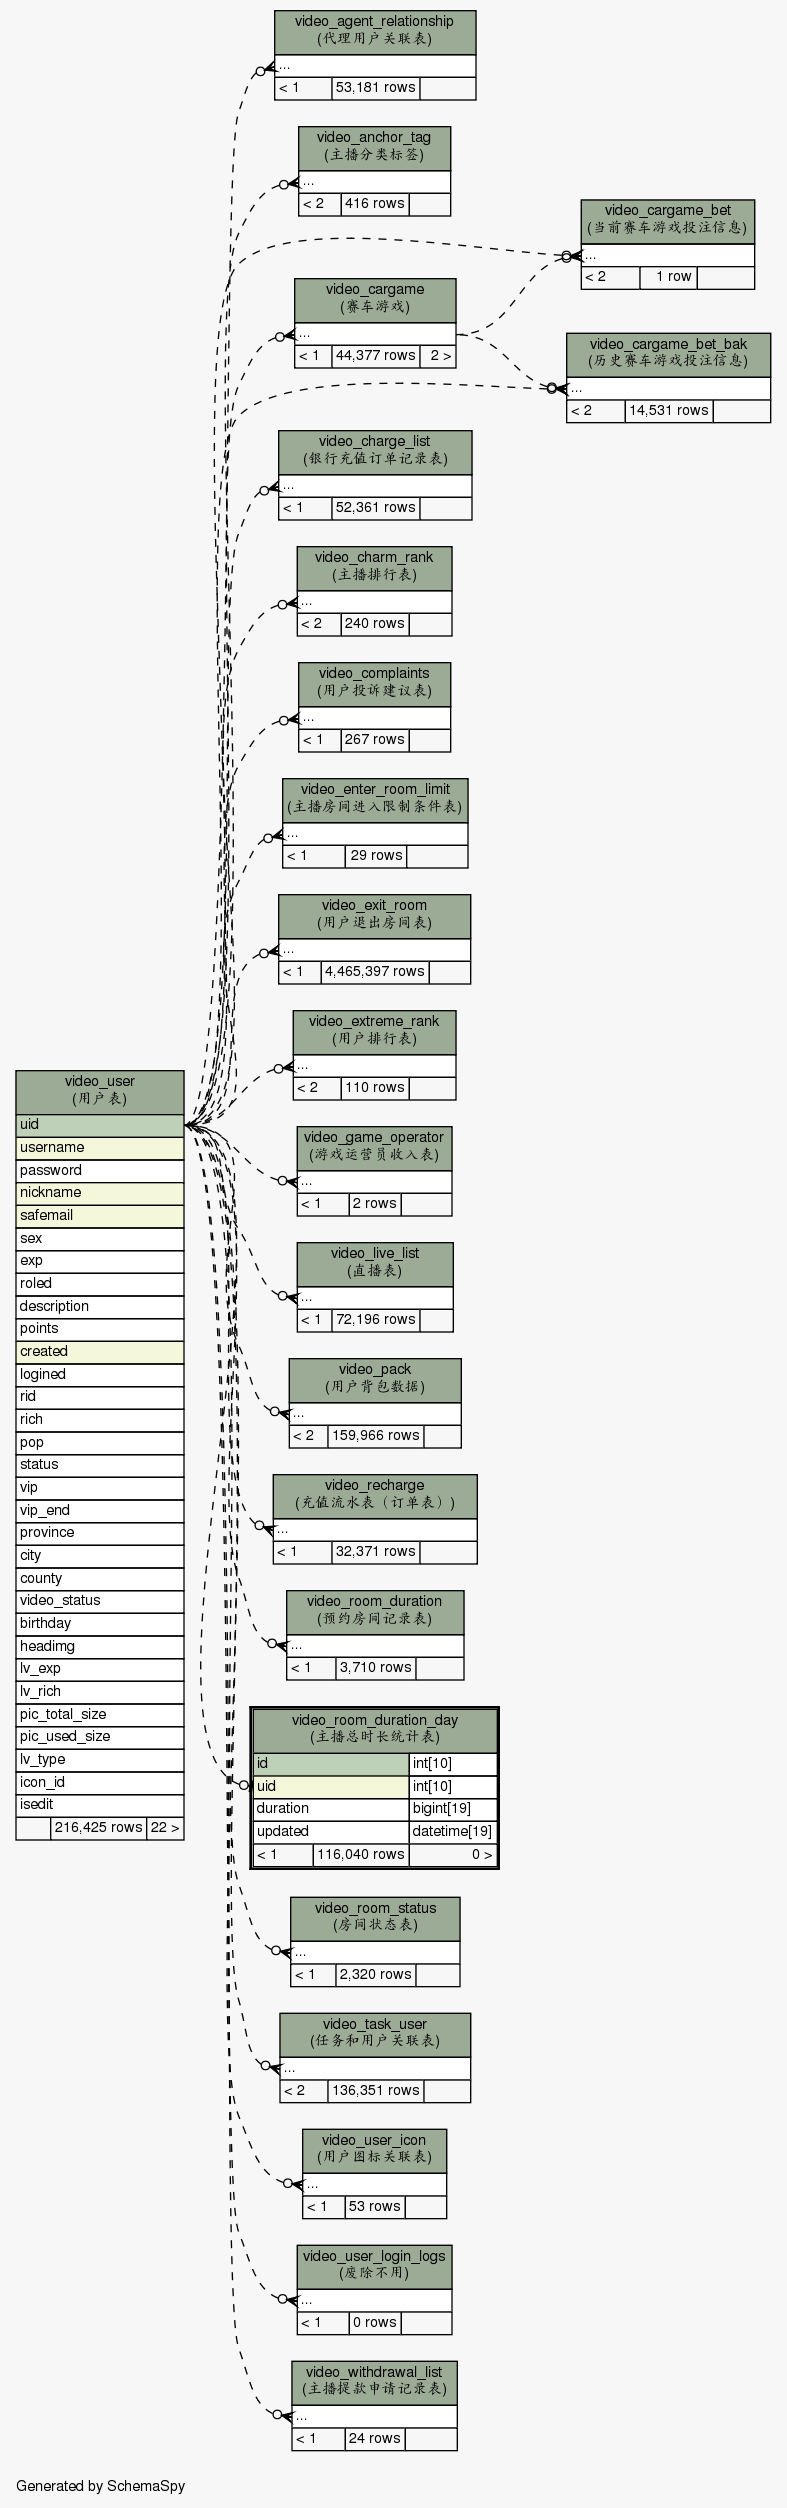 video_agent_relationship
(代理用户关联表)
...
< 1 53,181 rows
video_anchor_tag
(主播分类标签)
...
< 2 416 rows
video_cargame_bet
(当前赛车游戏投注信息)
...
< 2 1 row
video_cargame
(赛车游戏)
...
< 1 44,377 rows 2 >
video_cargame_bet_bak
(历史赛车游戏投注信息)
...
< 2 14,531 rows
video_charge_list
(银行充值订单记录表)
...
< 1 52,361 rows
video_charm_rank
(主播排行表)
...
< 2 240 rows
video_complaints
(用户投诉建议表)
...
< 1 267 rows
video_enter_room_limit
(主播房间进入限制条件表)
...
< 1 29 rows
video_exit_room
(用户退出房间表)
...
< 1 4,465,397 rows
video_extreme_rank
(用户排行表)
...
< 2 110 rows
video_user
(用户表)
uid
username
password
nickname
safemail
sex
exp
roled
description
points
created
logined
rid
rich
pop
status
vip
vip_end
province
city
county
video_status
birthday
headimg
lv_exp
lv_rich
pic_total_size
pic_used_size
lv_type
icon_id
isedit
216,425 rows 22 >
video_game_operator
(游戏运营员收入表)
...
< 1 2 rows
video_live_list
(直播表)
...
< 1 72,196 rows
video_pack
(用户背包数据)
...
< 2 159,966 rows
video_recharge
(充值流水表（订单表）)
...
< 1 32,371 rows
video_room_duration
(预约房间记录表)
...
< 1 3,710 rows
video_room_duration_day
(主播总时长统计表)
id int[10]
uid int[10]
duration bigint[19]
updated datetime[19]
< 1 116,040 rows 0 >
video_room_status
(房间状态表)
...
< 1 2,320 rows
video_task_user
(任务和用户关联表)
...
< 2 136,351 rows
video_user_icon
(用户图标关联表)
...
< 1 53 rows
video_user_login_logs
(废除不用)
...
< 1 0 rows
video_withdrawal_list
(主播提款申请记录表)
...
< 1 24 rows
Generated by SchemaSpy